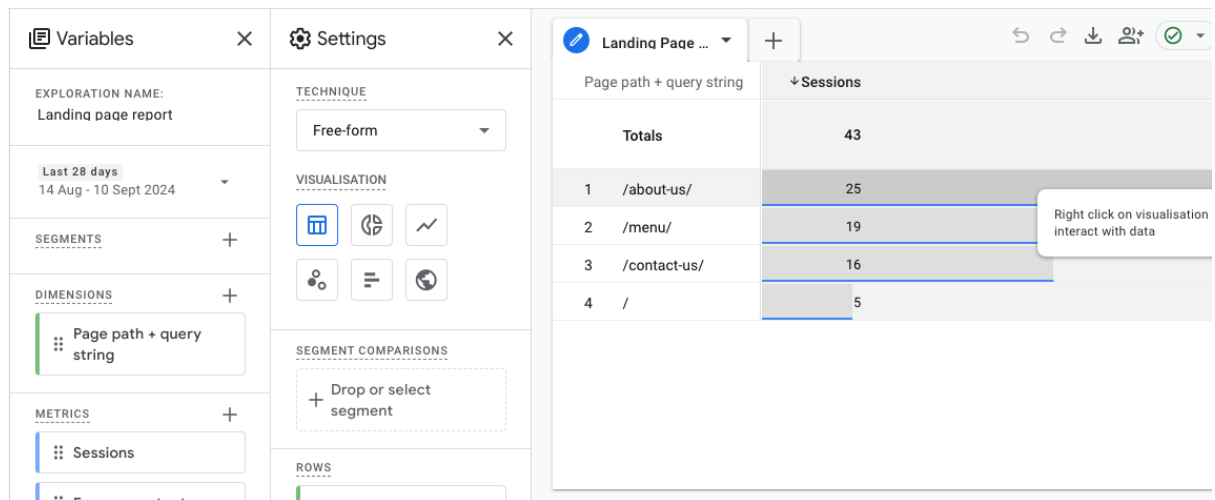 Variables
EXPLORATION NAME:
Landing page report
Last 28 days
14 Aug - 10 Sept 2024
SEGMENTS
DIMENSIONS
Page path + query
string
METRICS
Sessions
Settings
TECHNIQUE
Free-form
VISUALISATION
SEGMENT COMPARISONS
Drop or select
segment
ROWS
Landing Page ...
Page path + query string
Sessions
Totals
43
1 /about-us/ 25
2 /menu/ 19
3 /contact-us/ 16
4 / 5
Right click on visualisation
interact with data